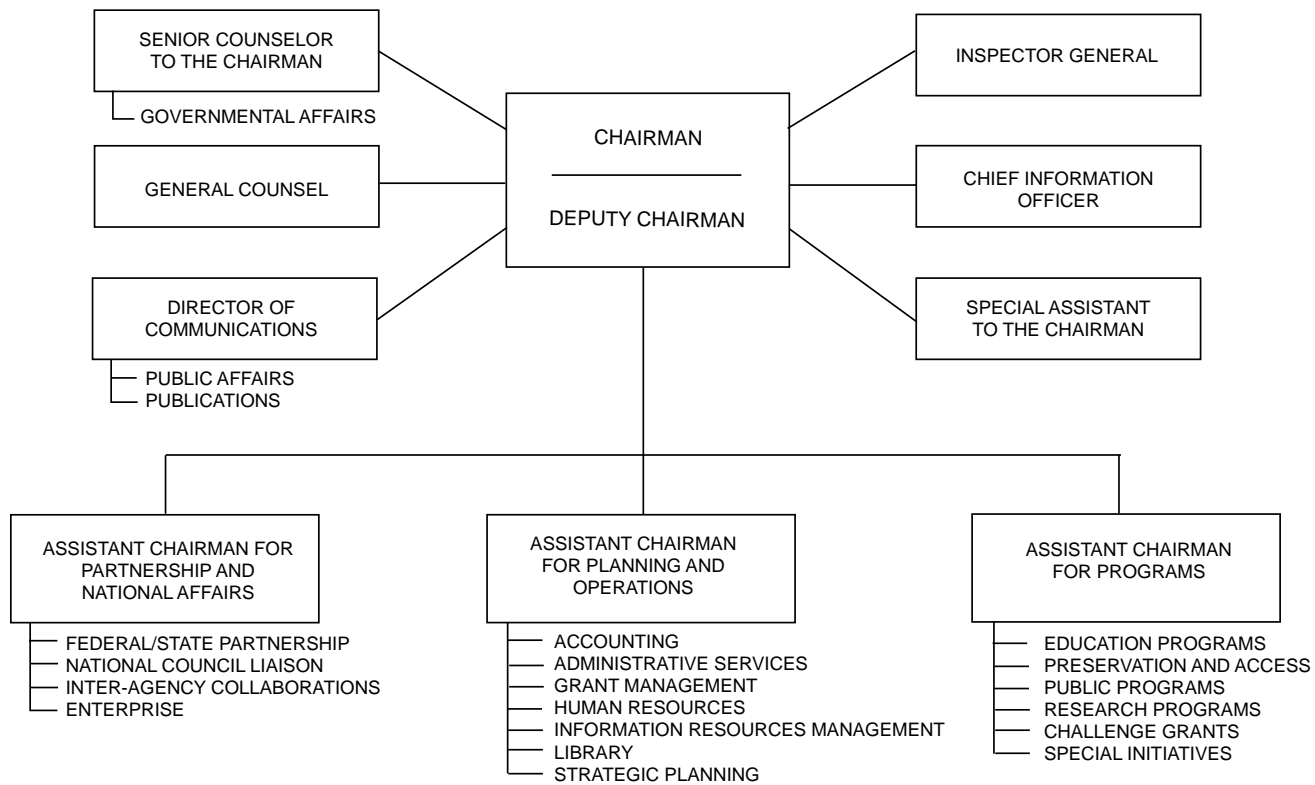 SENIOR COUNSELOR
TO THE CHAIRMAN
GOVERNMENTAL AFFAIRS
GENERAL COUNSEL
DIRECTOR OF
COMMUNICATIONS
PUBLIC AFFAIRS
PUBLICATIONS
CHAIRMAN
DEPUTY CHAIRMAN
INSPECTOR GENERAL
CHIEF INFORMATION
OFFICER
SPECIAL ASSISTANT
TO THE CHAIRMAN
ASSISTANT CHAIRMAN FOR
PARTNERSHIP AND
NATIONAL AFFAIRS
FEDERAL/STATE PARTNERSHIP
NATIONAL COUNCIL LIAISON
INTER-AGENCY COLLABORATIONS
ENTERPRISE
ASSISTANT CHAIRMAN
FOR PLANNING AND
OPERATIONS
ACCOUNTING
ADMINISTRATIVE SERVICES
GRANT MANAGEMENT
HUMAN RESOURCES
INFORMATION RESOURCES MANAGEMENT
LIBRARY
STRATEGIC PLANNING
ASSISTANT CHAIRMAN
FOR PROGRAMS
EDUCATION PROGRAMS
PRESERVATION AND ACCESS
PUBLIC PROGRAMS
RESEARCH PROGRAMS
CHALLENGE GRANTS
SPECIAL INITIATIVES